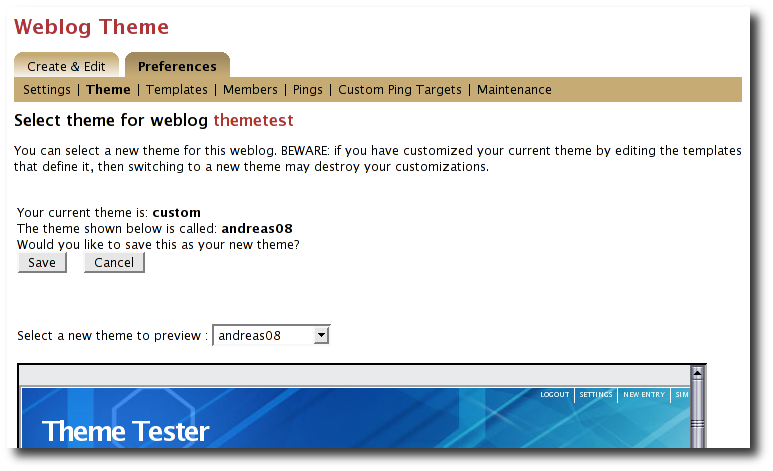 Weblog Theme
Create & Edit Preferences
Settings | Theme | Templates | Members | Pings | Custom Ping Targets | Maintenance
Select theme for weblog themetest
You can select a new theme for this weblog. BEWARE: if you have customized your current theme by editing the templates
that define it, then switching to a new theme may destroy your customizations.
Your current theme is: custom
The theme shown below is called: andreas08
Would you like to save this as your new theme?
Save Cancel
Select a new theme to preview : andreas08
LOGOUT | SETTINGS | NEW ENTRY | SIM
Theme Tester